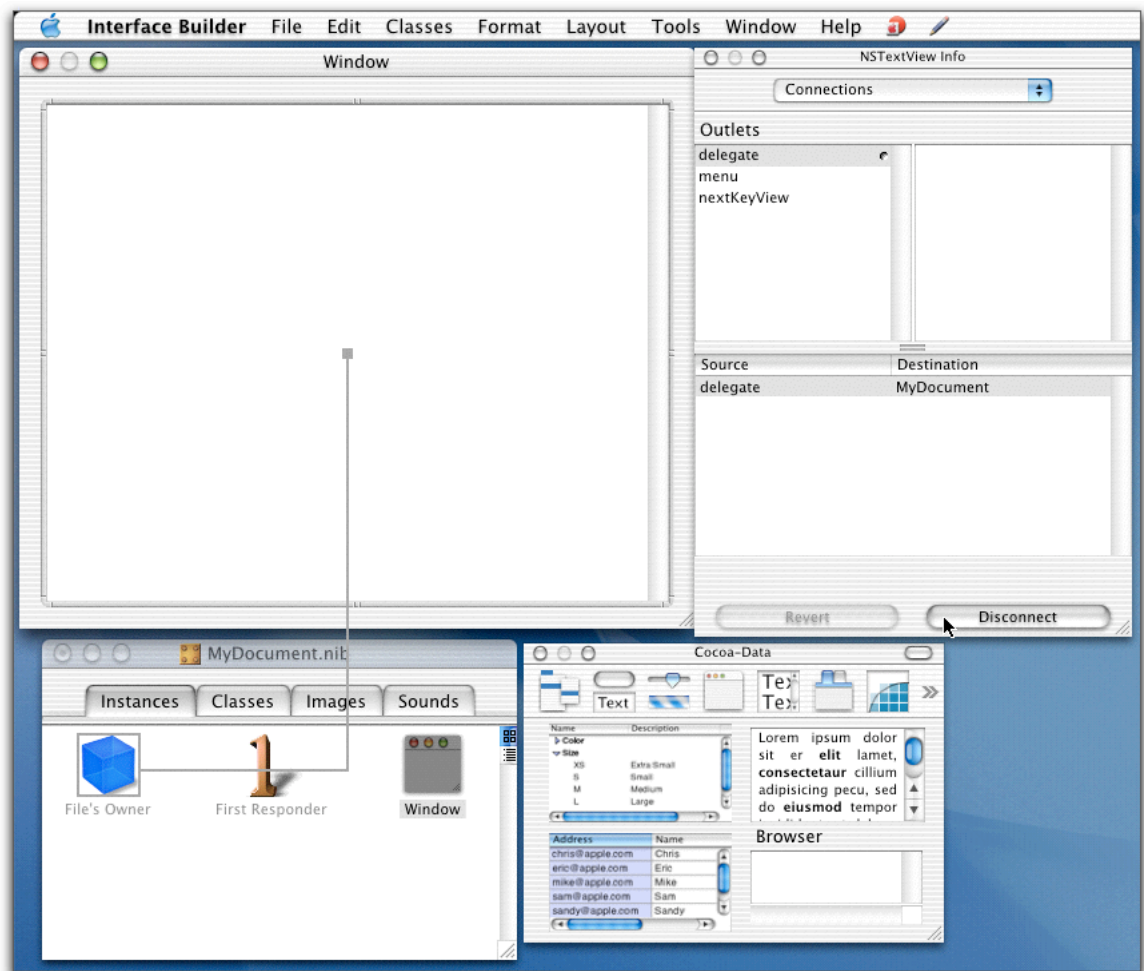 Interface Builder File Edit Classes Format Layout Tools Window Help
Window
NSTextView Info
Connections
Outlets
delegate
menu
nextKeyView
Source Destination
delegate MyDocument
Revert Disconnect
MyDocument.nib
Instances Classes Images Sounds
File's Owner First Responder Window
Cocoa-Data
Text
Name Description
Color
Size
XS Extra Small
S Small
M Medium
L Large
Lorem ipsum dolor
sit er elit lamet,
consectetaur cillium
adipisicing pecu, sed
do eiusmod tempor
Address Name
chris@apple.com Chris
eric@apple.com Eric
mike@apple.com Mike
sam@apple.com Sam
sandy@apple.com Sandy
Browser